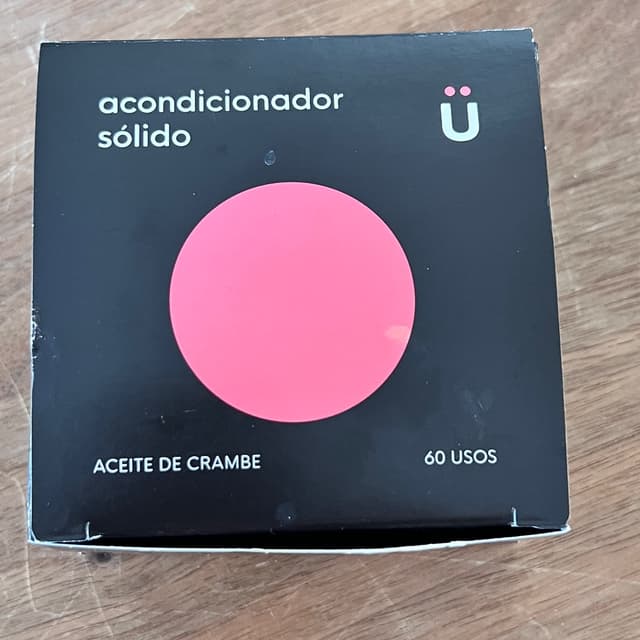 acondicionador
sólido
ü
ACEITE DE CRAMBE
60 USOS